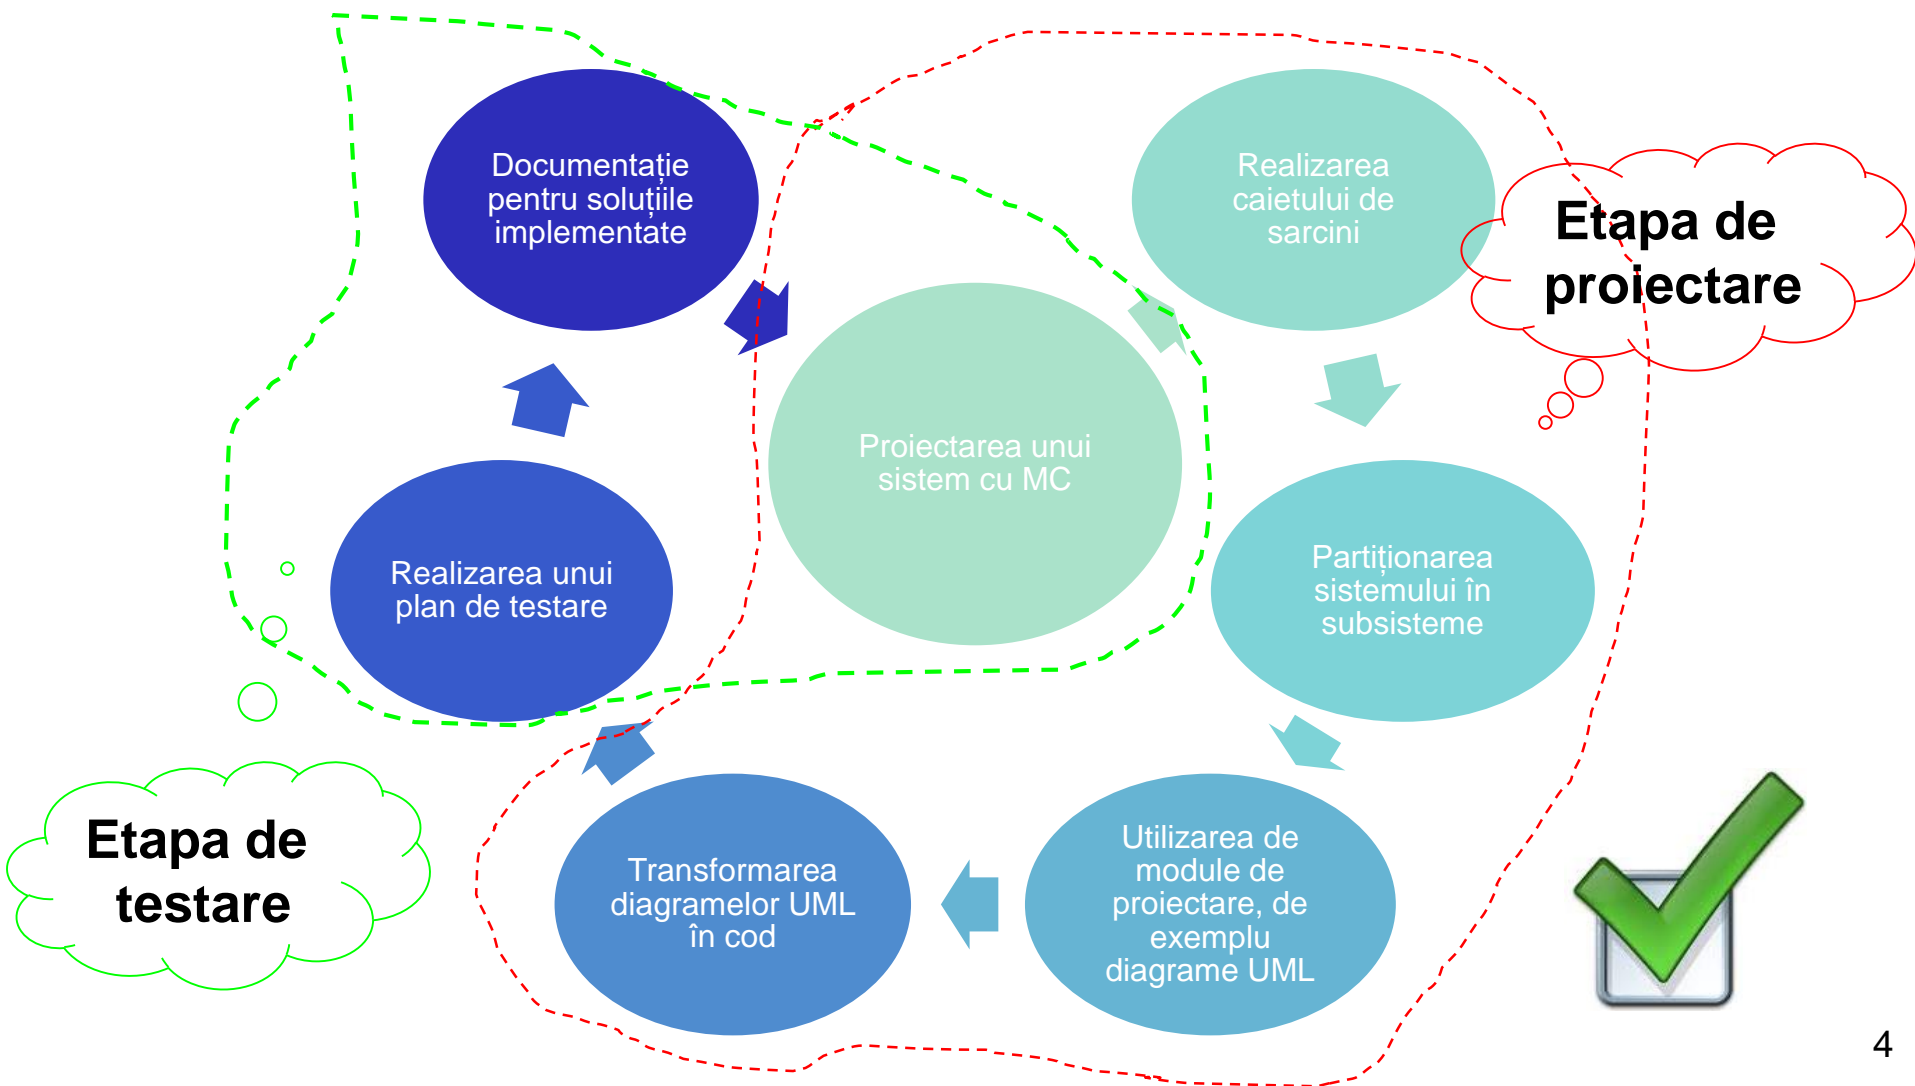 Documentație
pentru soluțiile
implementate
Realizarea
caietului de
sarcini
Etapa de
proiectare
Proiectarea unui
sistem cu MC
Realizarea unui
plan de testare
Partiționarea
sistemului în
subsisteme
Etapa de
testare
Transformarea
diagramelor UML
în cod
Utilizarea de
module de
proiectare, de
exemplu
diagrame UML
4